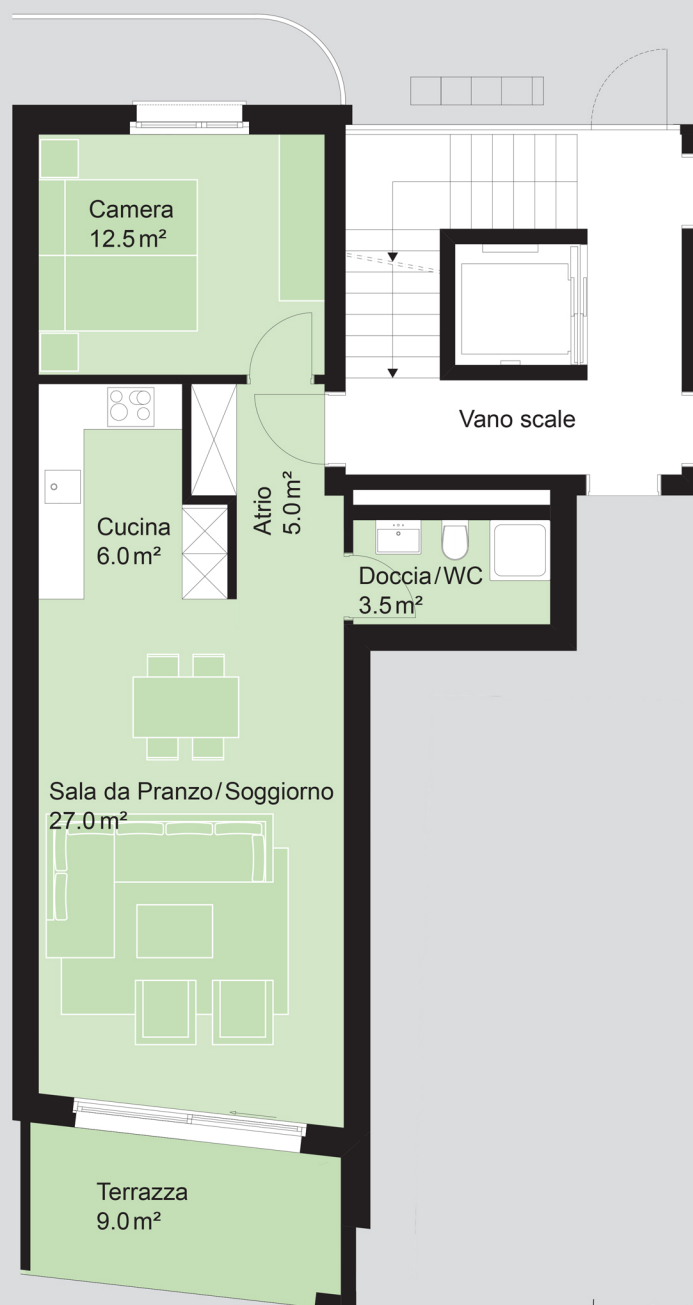 Camera
12.5 m²
Vano scale
Atrio
5.0 m²
Cucina
6.0 m²
Doccia/WC
3.5 m²
Sala da Pranzo/Soggiorno
27.0 m²
Terrazza
9.0 m²